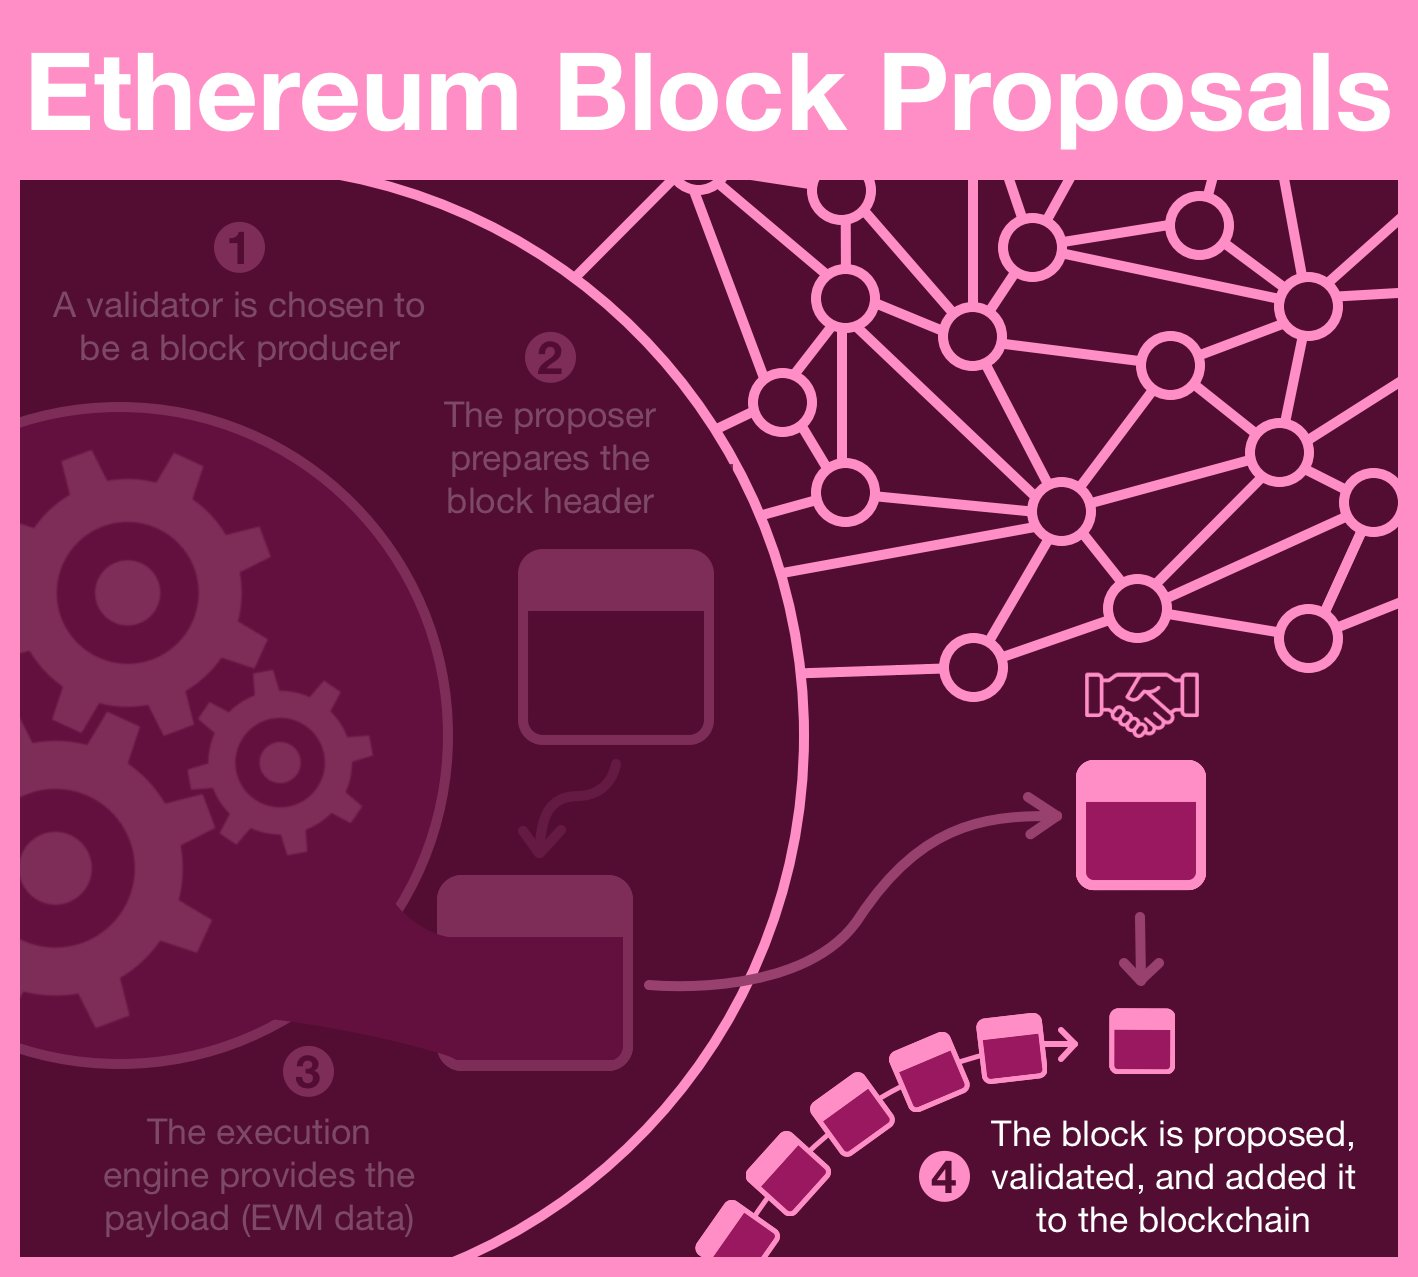 Ethereum Block Proposals
1
A validator is chosen to
be a block producer
2
The proposer
prepares the
block header
3
The execution
engine provides the
payload (EVM data)
4
The block is proposed,
validated, and added it
to the blockchain